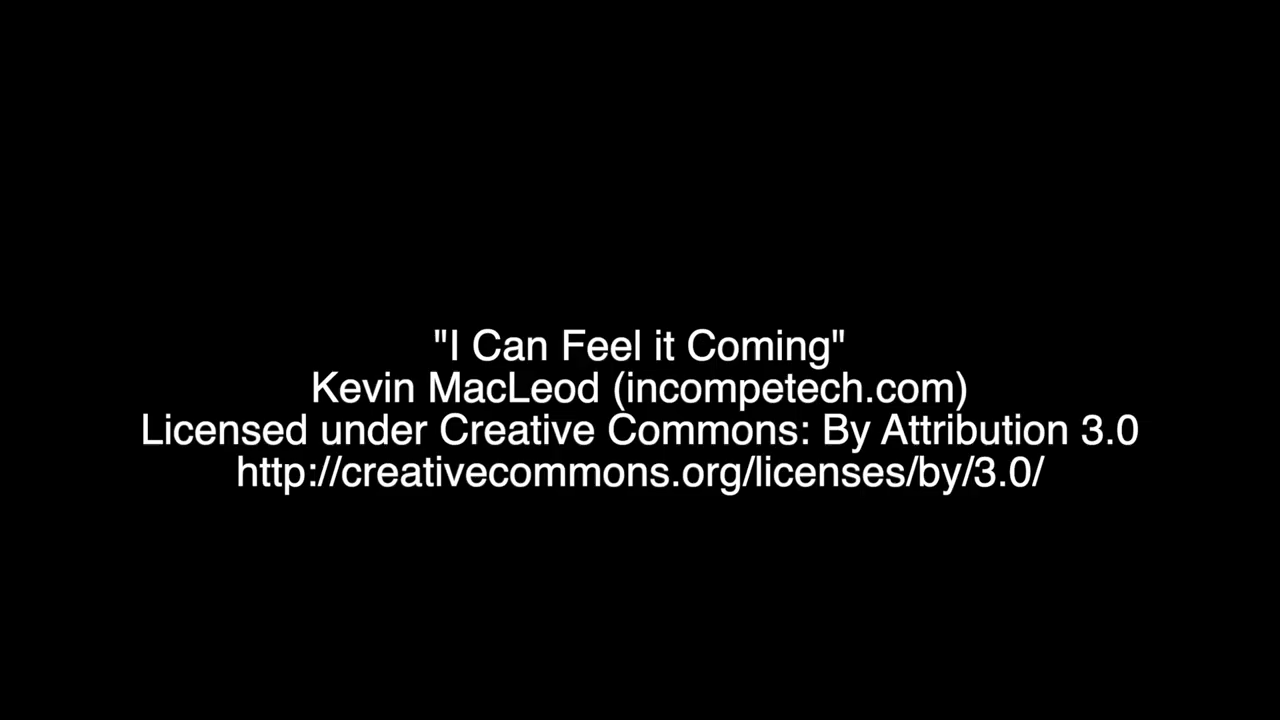 "I Can Feel it Coming"
Kevin MacLeod (incompetech.com)
Licensed under Creative Commons: By Attribution 3.0
http://creativecommons.org/licenses/by/3.0/